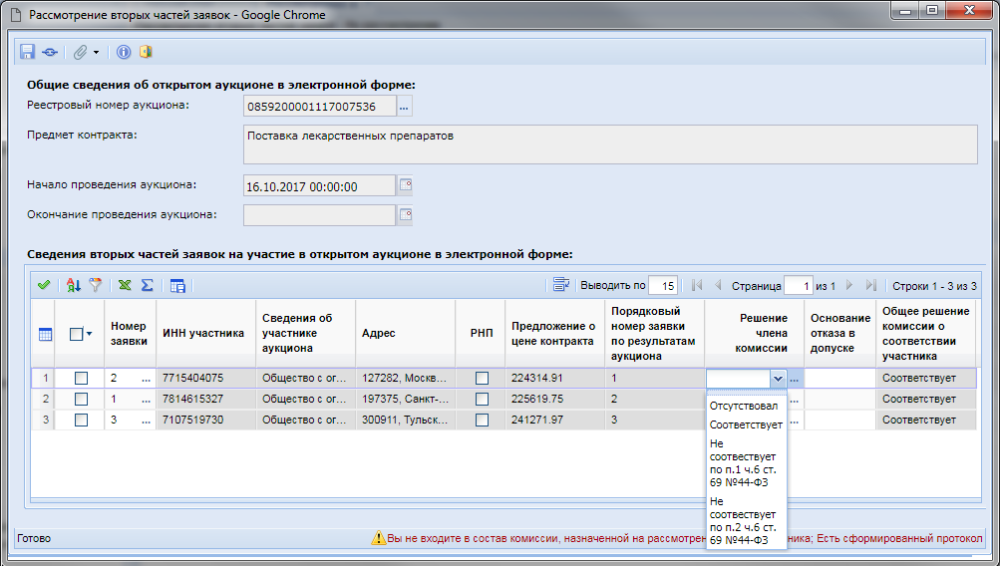 Рассмотрение вторых частей заявок - Google Chrome
Общие сведения об открытом аукционе в электронной форме:
Реестровый номер аукциона: 0859200001117007536 ...
Предмет контракта: Поставка лекарственных препаратов
Начало проведения аукциона: 16.10.2017 00:00:00
Окончание проведения аукциона:
Сведения вторых частей заявок на участие в открытом аукционе в электронной форме:
Выводить по 15 Страница 1 из 1 Строки 1 - 3 из 3
Номер заявки ИНН участника Сведения об участнике аукциона Адрес РНП Предложение о цене контракта Порядковый номер заявки по результатам аукциона Решение члена комиссии Основание отказа в допуске Общее решение комиссии о соответствии участника
1 2 ... 7715404075 Общество с ог... 127282, Москв... 224314.91 1 ... Соответствует
2 1 ... 7814615327 Общество с ог... 197375, Санкт-... 225619.75 2 ... Соответствует
3 3 ... 7107519730 Общество с ог... 300911, Тульск... 241271.97 3 ... Соответствует
Отсутствовал
Соответствует
Не
соотвествует
по п.1 ч.6 ст.
69 №44-ФЗ
Не
соотвествует
по п.2 ч.6 ст.
69 №44-ФЗ
Готово Вы не входите в состав комиссии, назначенной на; Есть сформированный протокол